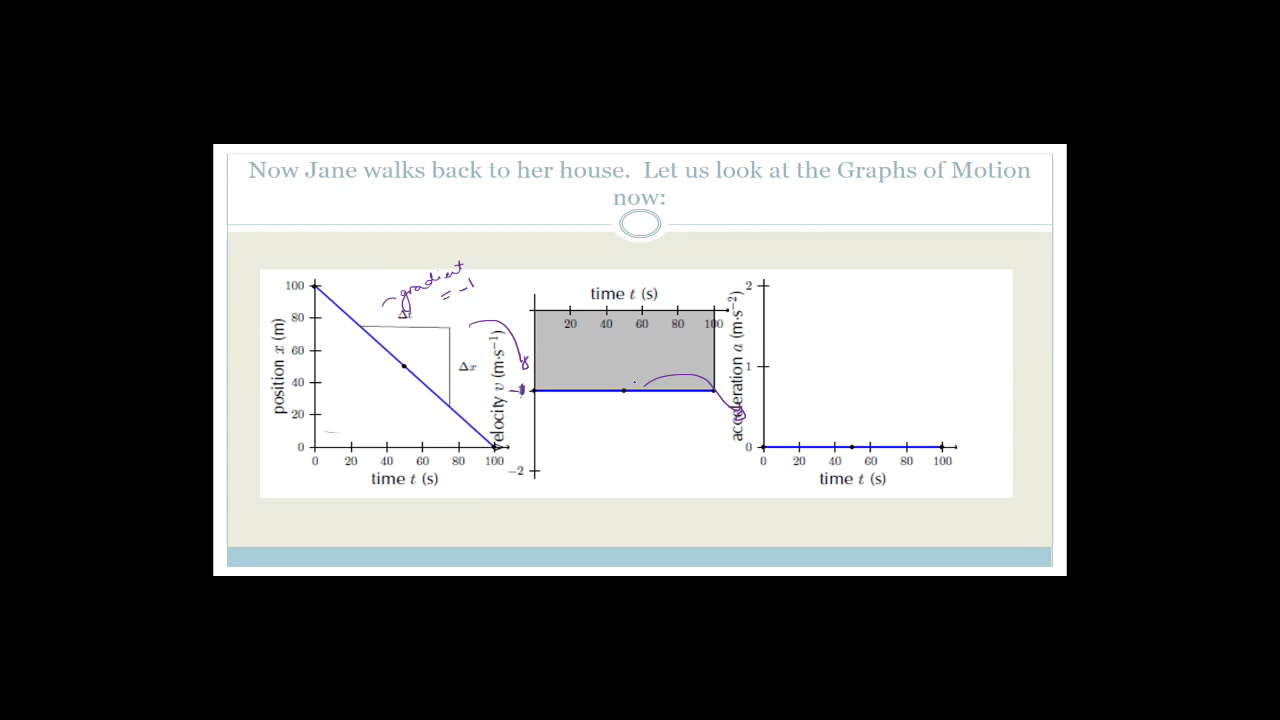 Now Jane walks back to her house. Let us look at the Graphs of Motion
now:
gradient
= -1
100
80
60
40
20
0
position x (m)
Δt
Δx
0 20 40 60 80 100
time t (s)
time t (s)
20 40 60 80 100
velocity v (m·s⁻¹)
-1
−2
2
1
0
acceleration a (m·s⁻²)
0 20 40 60 80 100
time t (s)